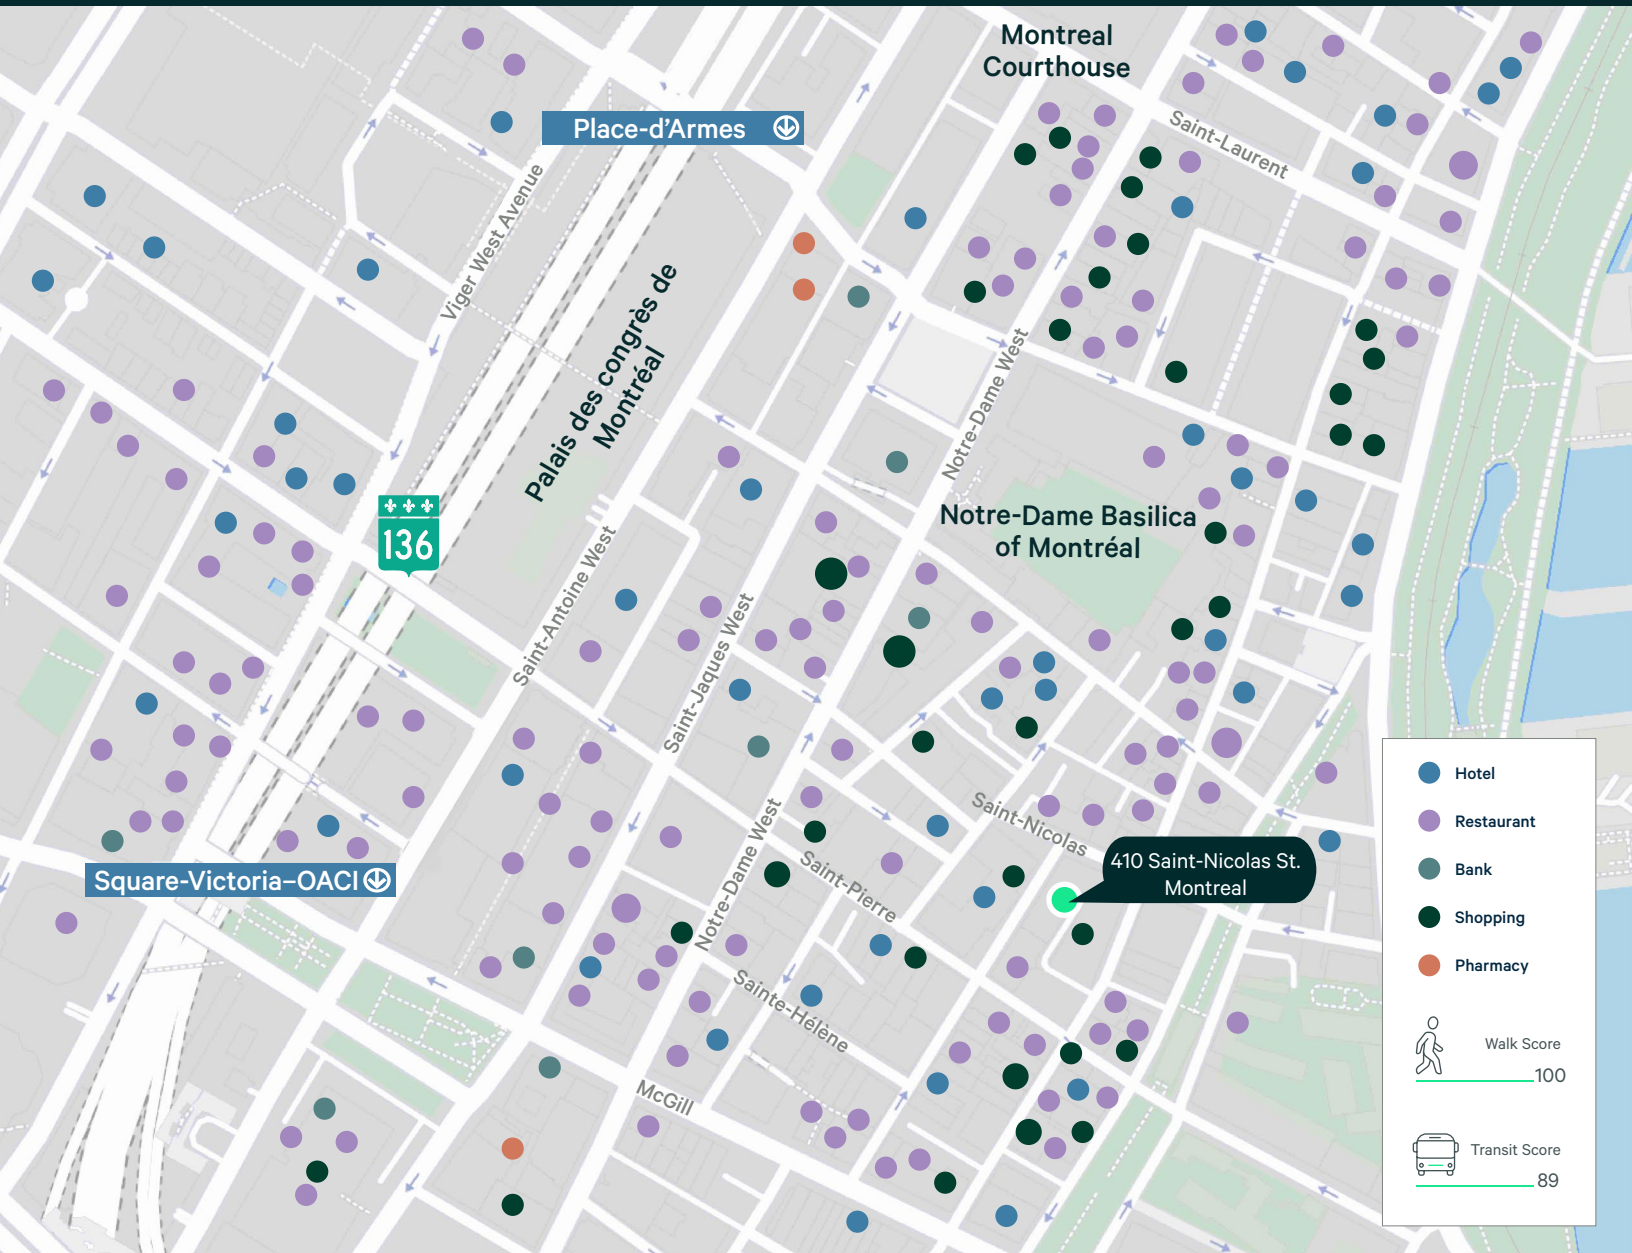 Montreal
Courthouse
Place-d'Armes
Saint-Laurent
Viger West Avenue
Palais des congrès de
Montréal
Notre-Dame West
136
Notre-Dame Basilica
of Montréal
Saint-Antoine West
Saint-Jaques West
Saint-Nicolas
410 Saint-Nicolas St.
Montreal
Square-Victoria–OACI
Notre-Dame West
Saint-Pierre
Sainte-Hélène
McGill
Hotel
Restaurant
Bank
Shopping
Pharmacy
Walk Score
100
Transit Score
89